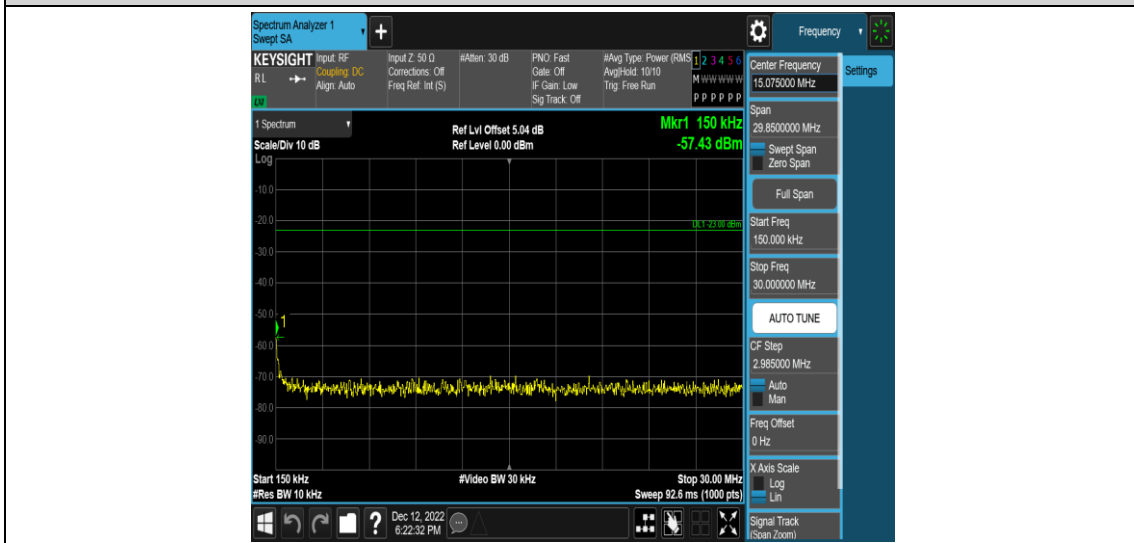 Spectrum Analyzer 1
Swept SA
+
Frequency
KEYSIGHT
RL
LXI
Input: RF
Coupling: DC
Align: Auto
Input Z: 50 Ω
Corrections: Off
Freq Ref: Int (S)
#Atten: 30 dB
PNO: Fast
Gate: Off
IF Gain: Low
Sig Track: Off
#Avg Type: Power (RMS
Avg|Hold: 10/10
Trig: Free Run
1 2 3 4 5 6
M W W W W W
P P P P P P
Center Frequency
15.075000 MHz
Settings
Span
29.8500000 MHz
Swept Span
Zero Span
Full Span
Start Freq
150.000 kHz
Stop Freq
30.000000 MHz
AUTO TUNE
CF Step
2.985000 MHz
Auto
Man
Freq Offset
0 Hz
X Axis Scale
Log
Lin
Signal Track
(Span Zoom)
1 Spectrum
Scale/Div 10 dB
Ref Lvl Offset 5.04 dB
Ref Level 0.00 dBm
Mkr1 150 kHz
-57.43 dBm
Log
-10.0
-20.0
DL1 -23.00 dBm
-30.0
-40.0
-50.0
1
-60.0
-70.0
-80.0
-90.0
Start 150 kHz
#Video BW 30 kHz
Stop 30.00 MHz
#Res BW 10 kHz
Sweep 92.6 ms (1000 pts)
?
Dec 12, 2022
6:22:32 PM